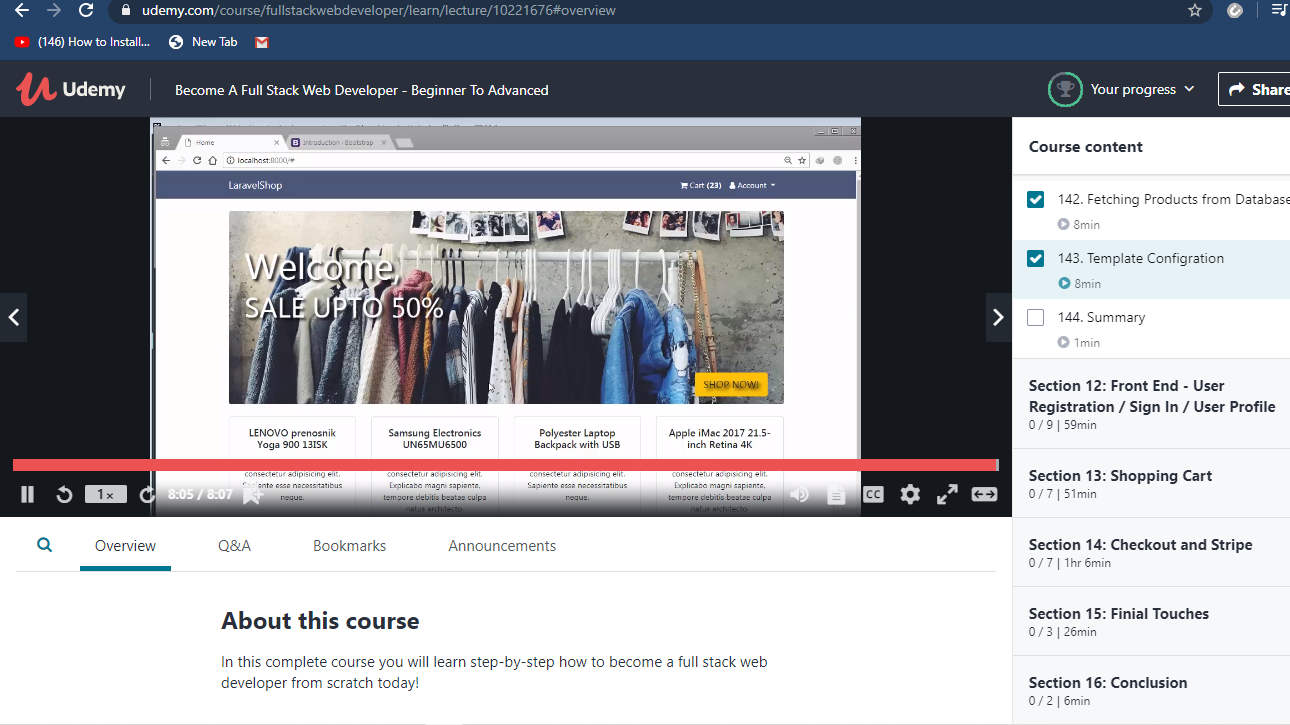 udemy.com/course/fullstackwebdeveloper/learn/lecture/10221676#overview
(146) How to Install...
New Tab
Udemy
Become A Full Stack Web Developer - Beginner To Advanced
Your progress
Share
Home
Introduction · Bootstrap
localhost:8000/#
LaravelShop
Cart (23)
Account
Welcome,
SALE UPTO 50%
SHOP NOW!
LENOVO prenosnik
Yoga 900 13ISK
Samsung Electronics
UN65MU6500
Polyester Laptop
Backpack with USB
Apple iMac 2017 21.5-
inch Retina 4K
consectetur adipisicing elit.
Sapiente esse necessitatibus
neque.
consectetur adipisicing elit.
Explicabo magni sapiente,
tempore debitis beatae culpa
natus architecto.
consectetur adipisicing elit.
Sapiente esse necessitatibus
neque.
consectetur adipisicing elit.
Explicabo magni sapiente,
tempore debitis beatae culpa
natus architecto.
1×
8:05 / 8:07
CC
Course content
142. Fetching Products from Database
8min
143. Template Configration
8min
144. Summary
1min
Section 12: Front End - User
Registration / Sign In / User Profile
0 / 9 | 59min
Section 13: Shopping Cart
0 / 7 | 51min
Section 14: Checkout and Stripe
0 / 7 | 1hr 6min
Section 15: Finial Touches
0 / 3 | 26min
Section 16: Conclusion
0 / 2 | 6min
Overview
Q&A
Bookmarks
Announcements
About this course
In this complete course you will learn step-by-step how to become a full stack web
developer from scratch today!